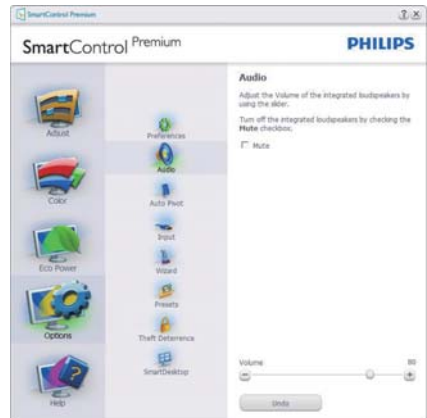 SmartControl Premium
SmartControl Premium
PHILIPS
Adjust
Color
Eco Power
Options
Help
Preferences
Audio
Auto Pivot
Input
Wizard
Presets
Theft Deterrence
SmartDesktop
Audio
Adjust the Volume of the integrated loudspeakers by
using the slider.
Turn off the integrated loudspeakers by checking the
Mute checkbox.
Mute
Volume 80
Undo